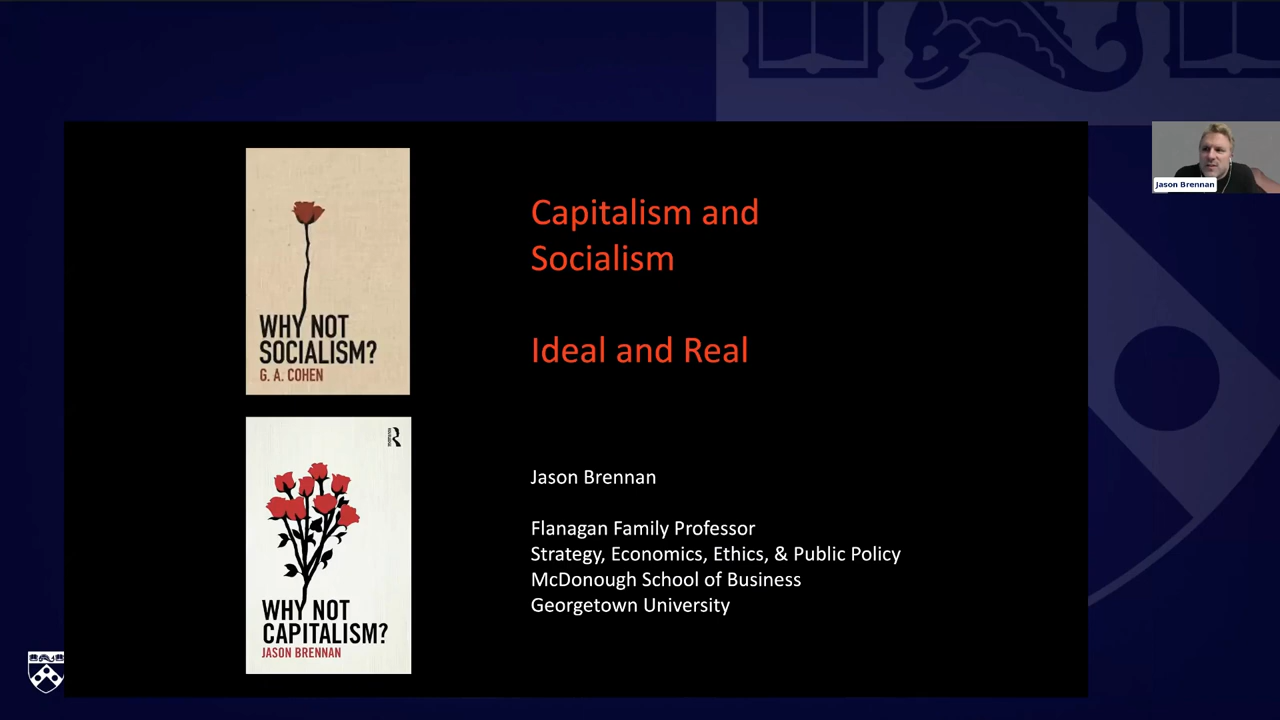 WHY NOT
SOCIALISM?
G. A. COHEN
WHY NOT
CAPITALISM?
JASON BRENNAN
Capitalism and
Socialism
Ideal and Real
Jason Brennan
Flanagan Family Professor
Strategy, Economics, Ethics, & Public Policy
McDonough School of Business
Georgetown University
Jason Brennan